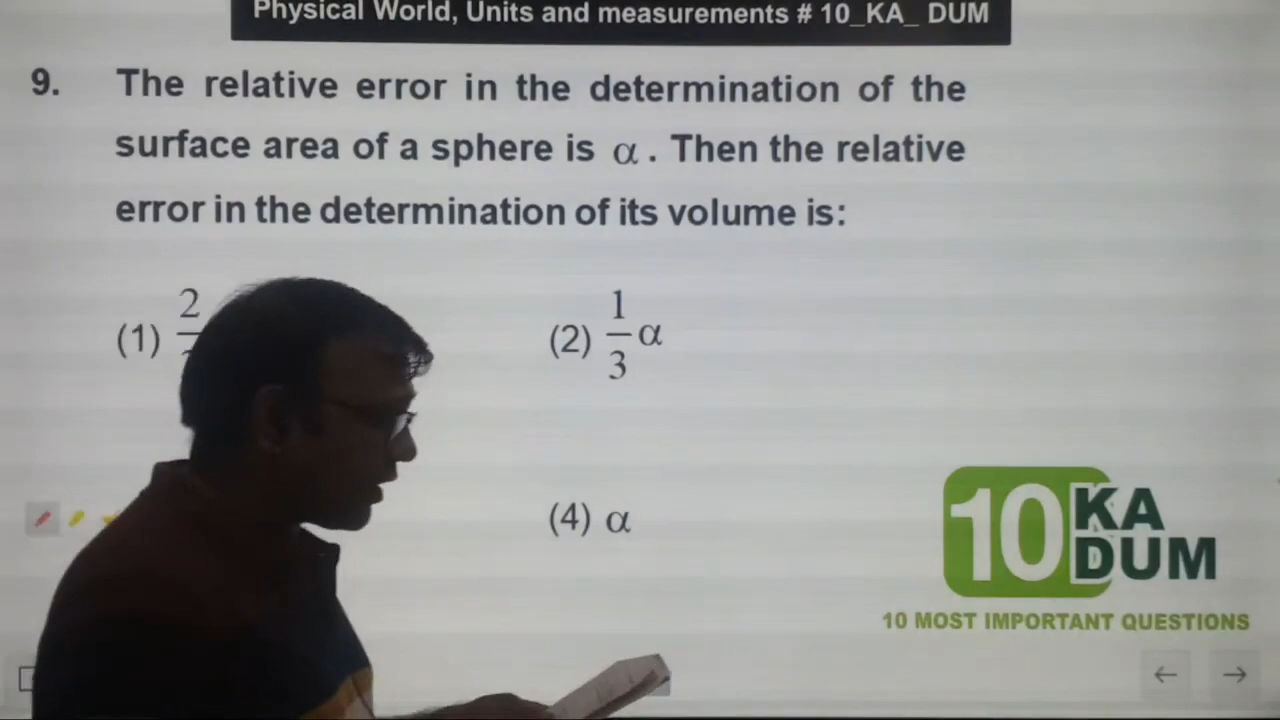 Physical World, Units and measurements # 10_KA_ DUM
9. The relative error in the determination of the
surface area of a sphere is α. Then the relative
error in the determination of its volume is:
(1) 2
(2) 1/3 α
(4) α
10 KA DUM
10 MOST IMPORTANT QUESTIONS
← →